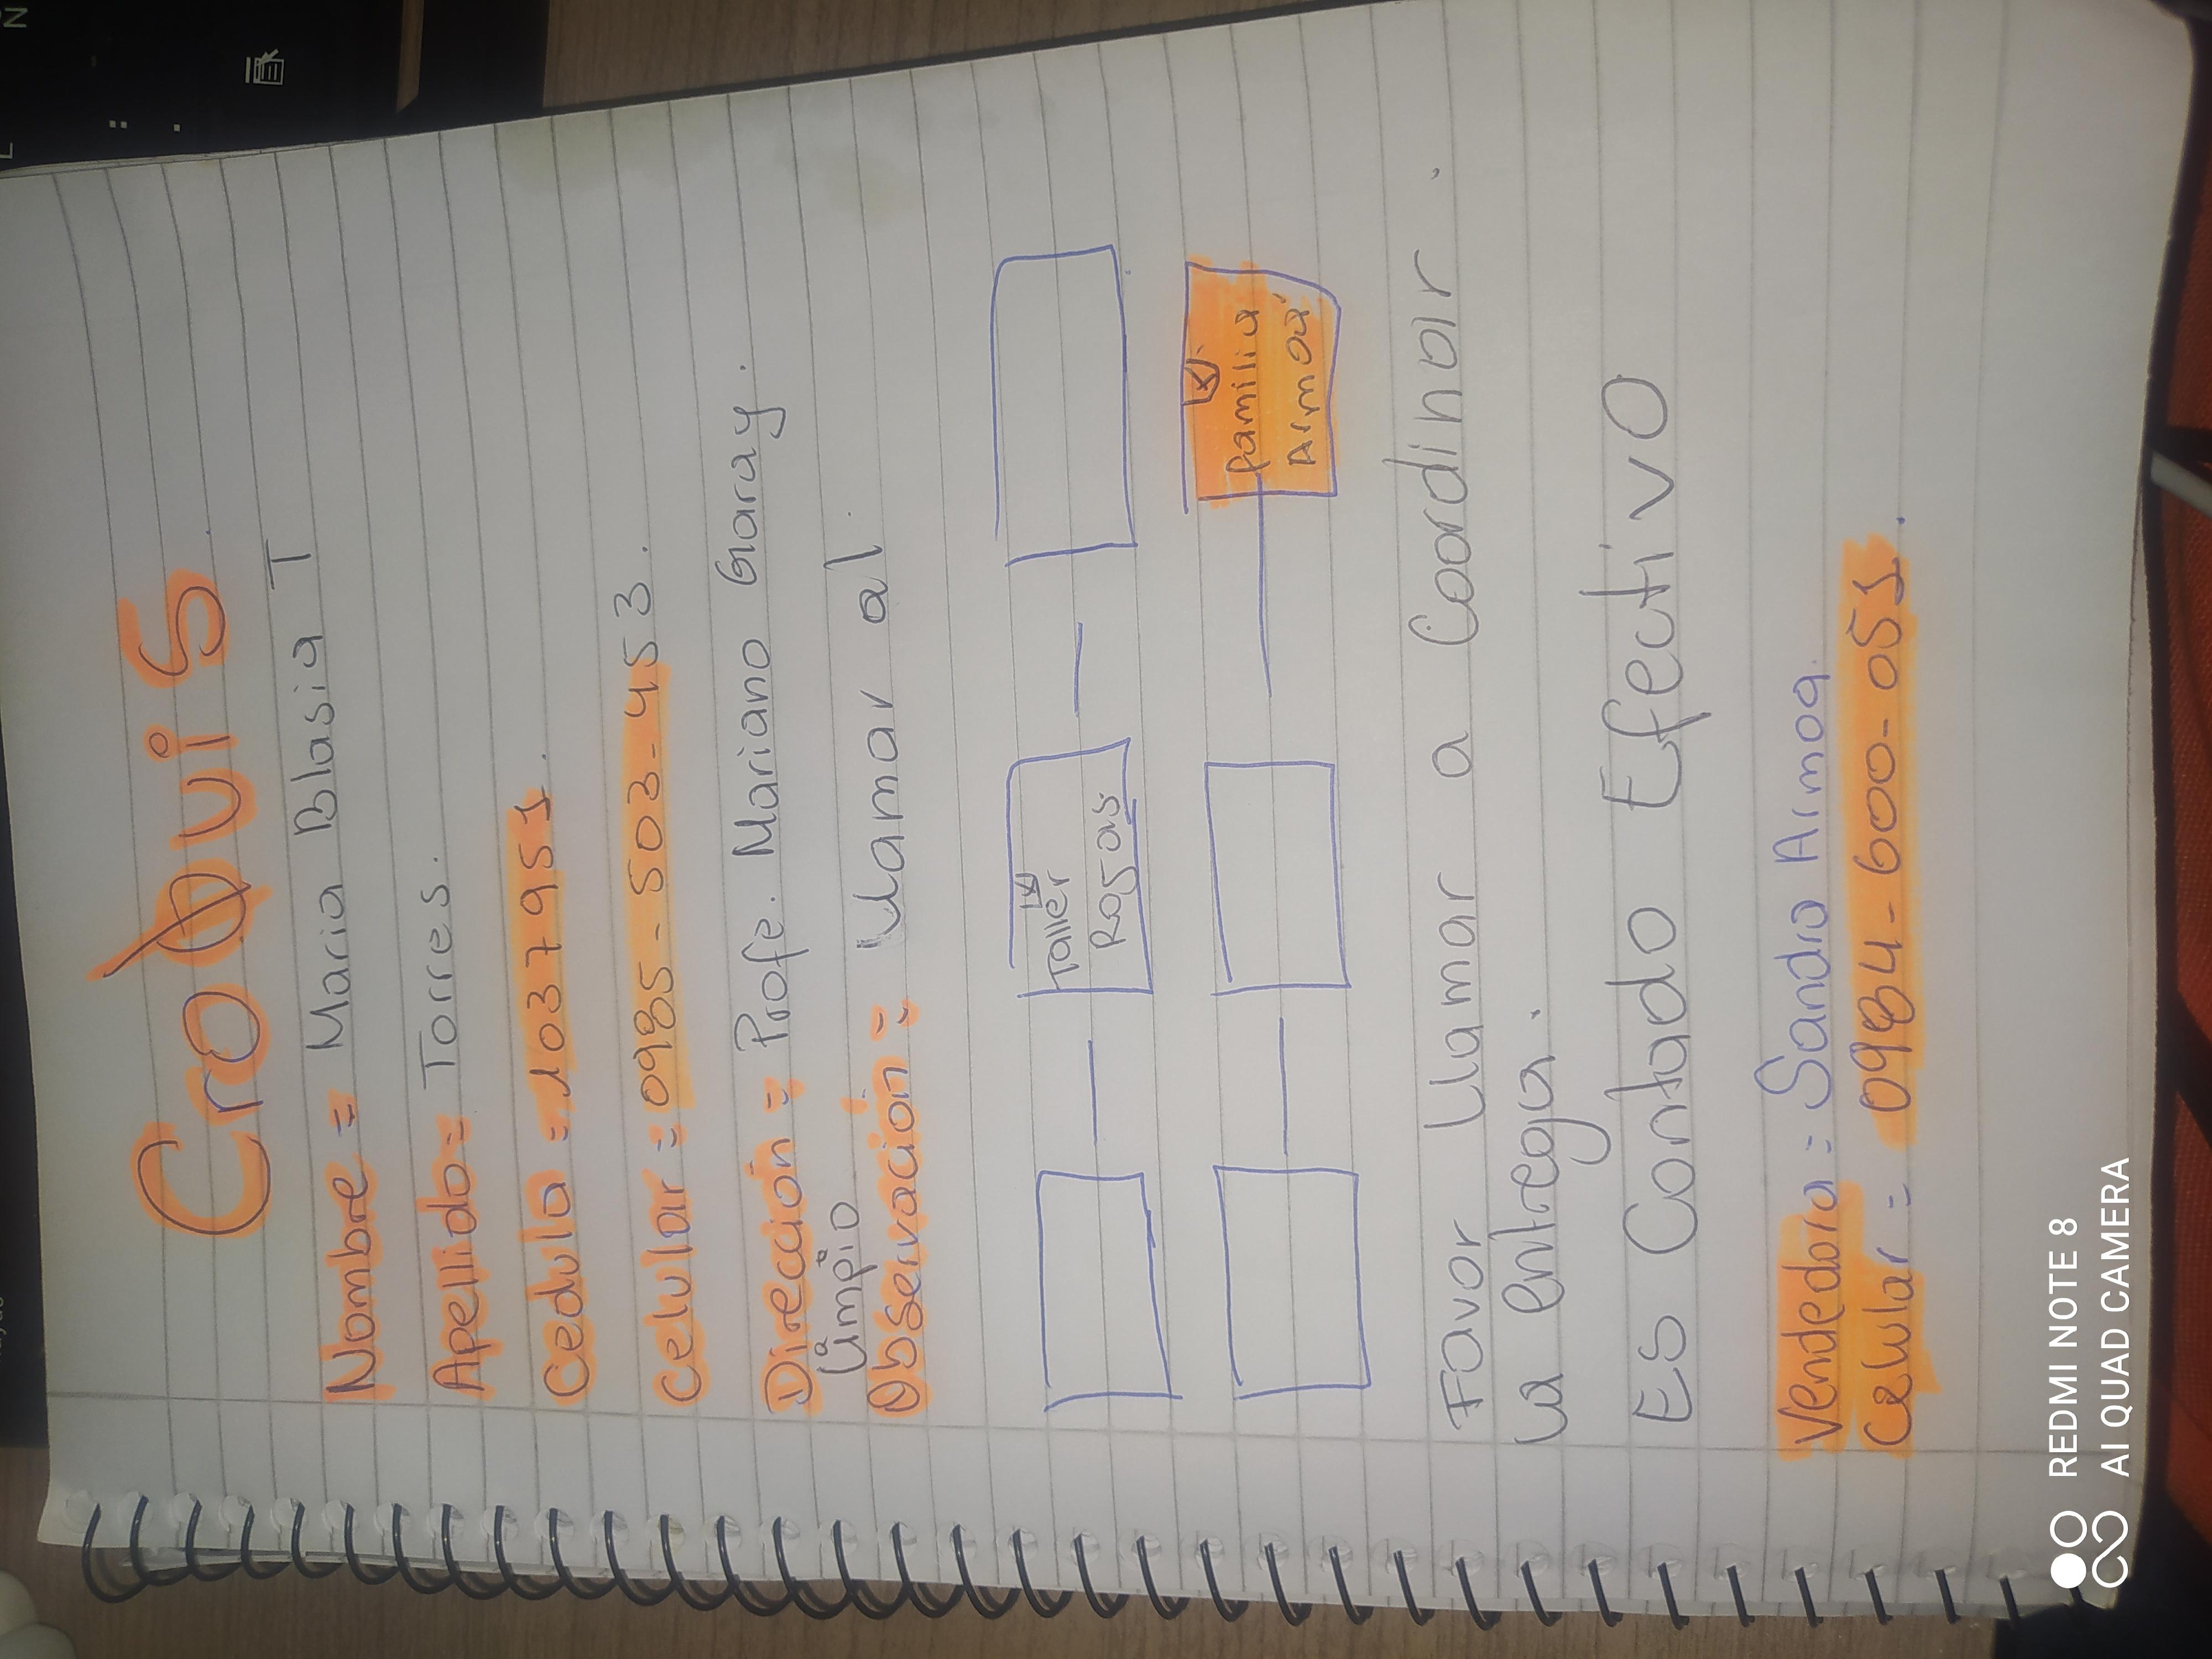 Croquis
Nombre = Maria Blasia T
Apellido = Torres.
Cedula = 1037951.
Celular = 0985-503-453.
Dirección = Profe. Mariano Garay.
Limpio
Observación = Llamar al.
Taller
Rojas.
familia
Armoa
Favor llamar a Coordinar.
la entrega.
Es Contado Efectivo
Vendedora = Sandra Armoa.
Celular = 0984-600-051.
REDMI NOTE 8
AI QUAD CAMERA